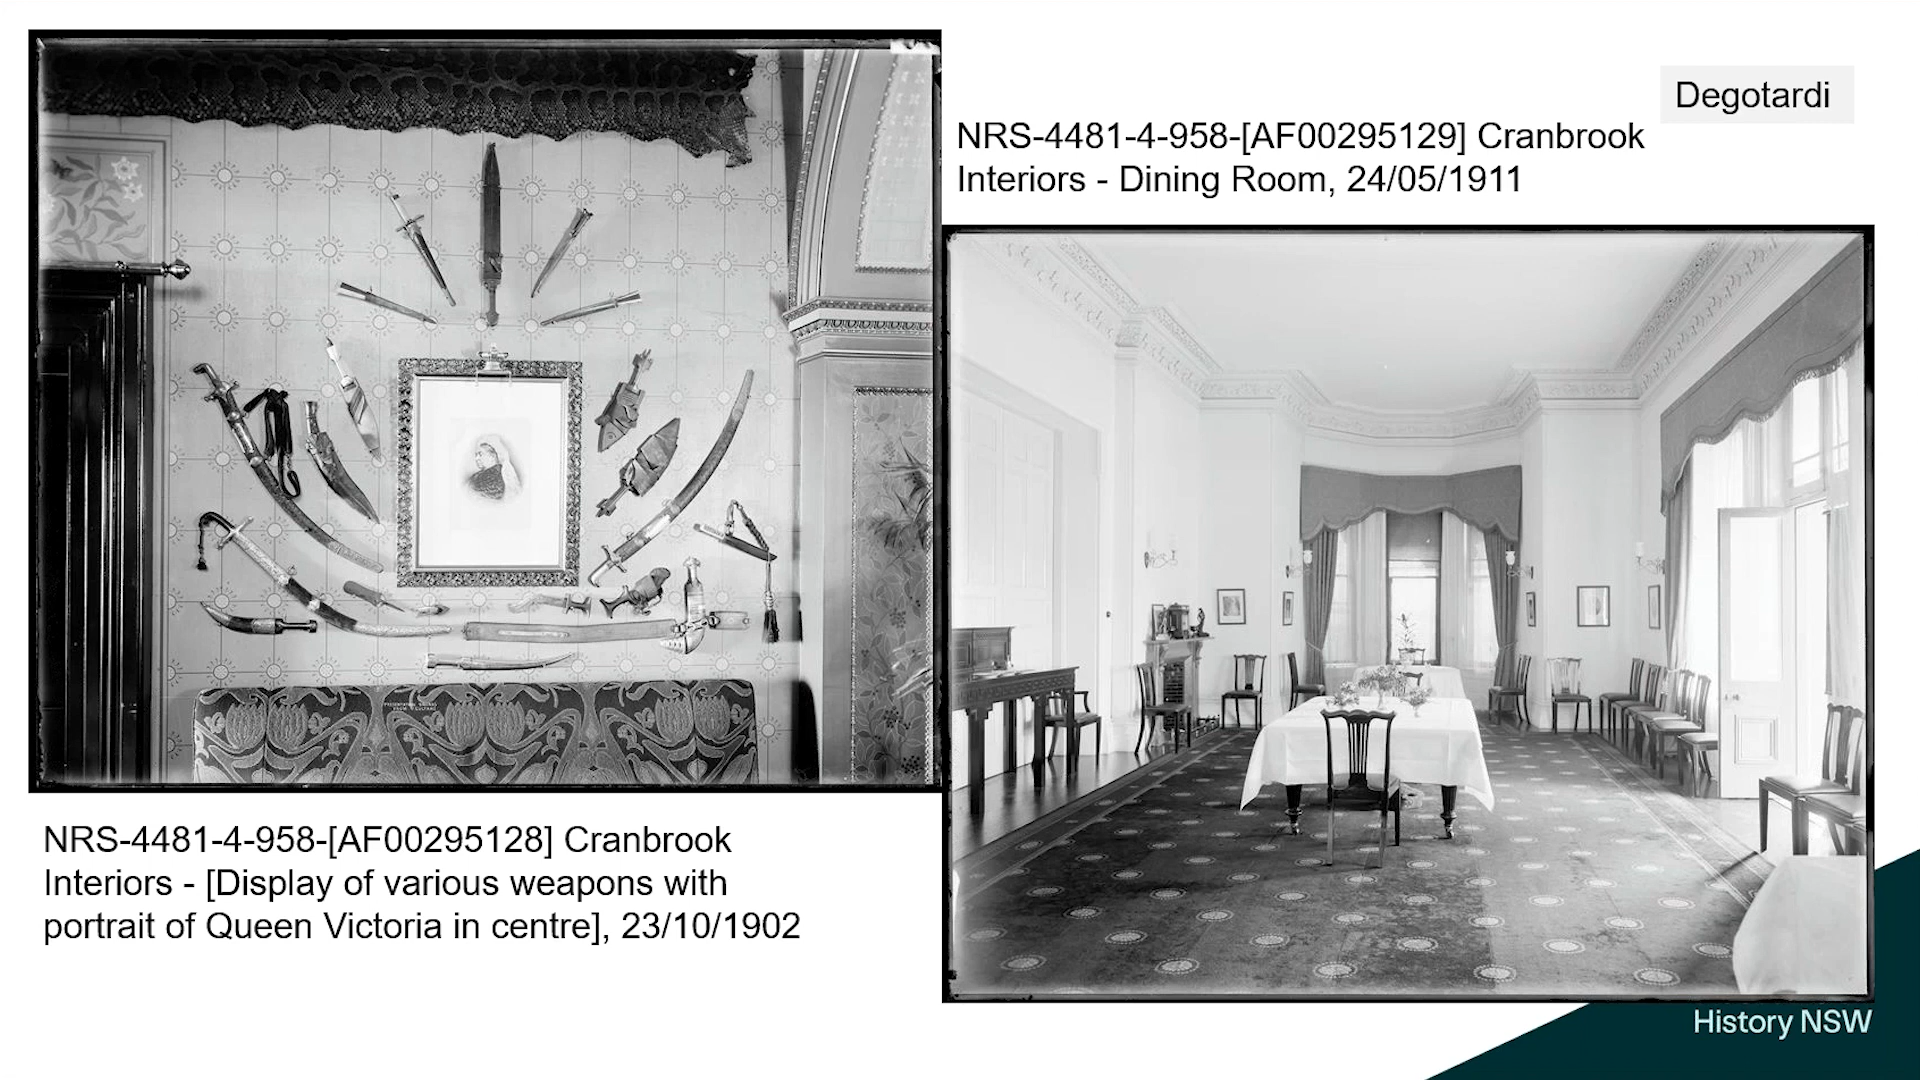 Degotardi
NRS-4481-4-958-[AF00295129] Cranbrook
Interiors - Dining Room, 24/05/1911
NRS-4481-4-958-[AF00295128] Cranbrook
Interiors - [Display of various weapons with
portrait of Queen Victoria in centre], 23/10/1902
History NSW